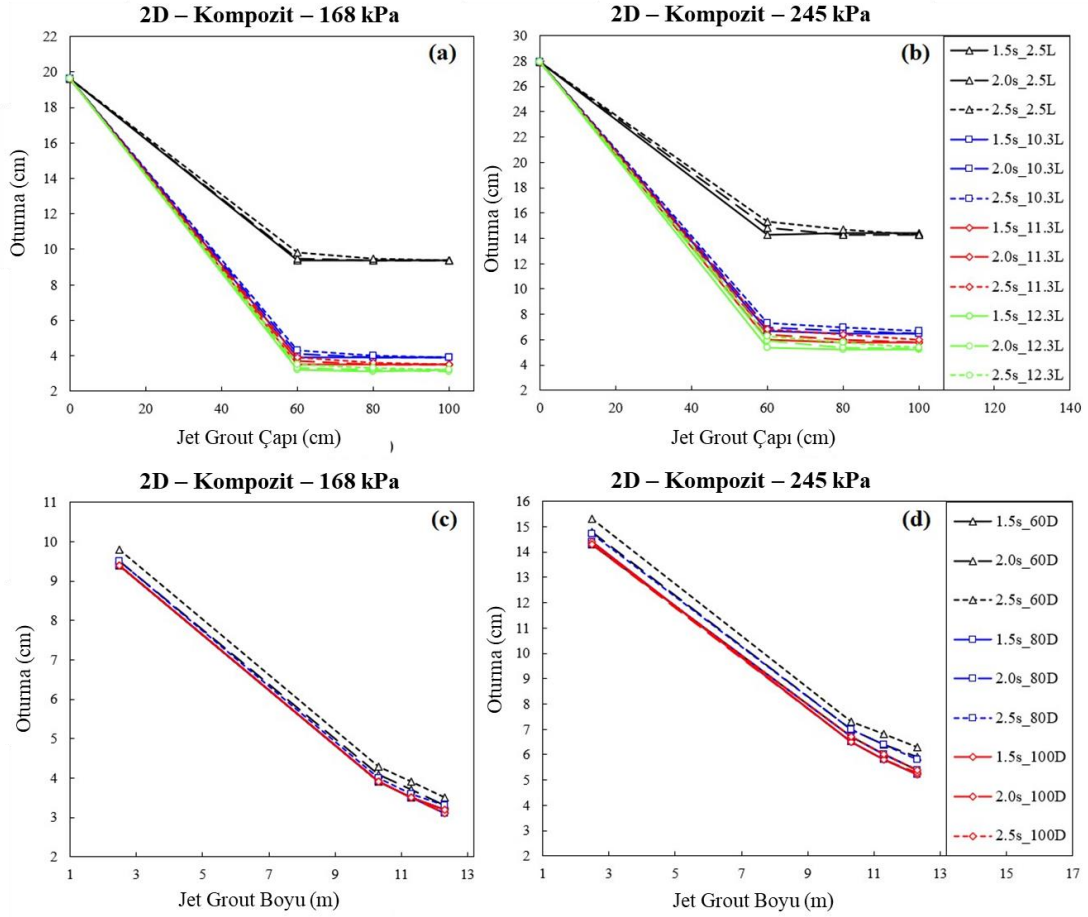 2D – Kompozit – 168 kPa
(a)
22
20
18
16
14
12
10
8
6
4
2
0
20
40
60
80
100
Oturma (cm)
Jet Grout Çapı (cm)
)
2D – Kompozit – 245 kPa
(b)
30
28
26
24
22
20
18
16
14
12
10
8
6
4
2
0
20
40
60
80
100
120
140
Oturma (cm)
Jet Grout Çapı (cm)
1.5s_2.5L
2.0s_2.5L
2.5s_2.5L
1.5s_10.3L
2.0s_10.3L
2.5s_10.3L
1.5s_11.3L
2.0s_11.3L
2.5s_11.3L
1.5s_12.3L
2.0s_12.3L
2.5s_12.3L
2D – Kompozit – 168 kPa
(c)
11
10
9
8
7
6
5
4
3
2
1
3
5
7
9
11
13
Oturma (cm)
Jet Grout Boyu (m)
2D – Kompozit – 245 kPa
(d)
16
15
14
13
12
11
10
9
8
7
6
5
4
3
2
1
3
5
7
9
11
13
15
17
Oturma (cm)
Jet Grout Boyu (m)
1.5s_60D
2.0s_60D
2.5s_60D
1.5s_80D
2.0s_80D
2.5s_80D
1.5s_100D
2.0s_100D
2.5s_100D